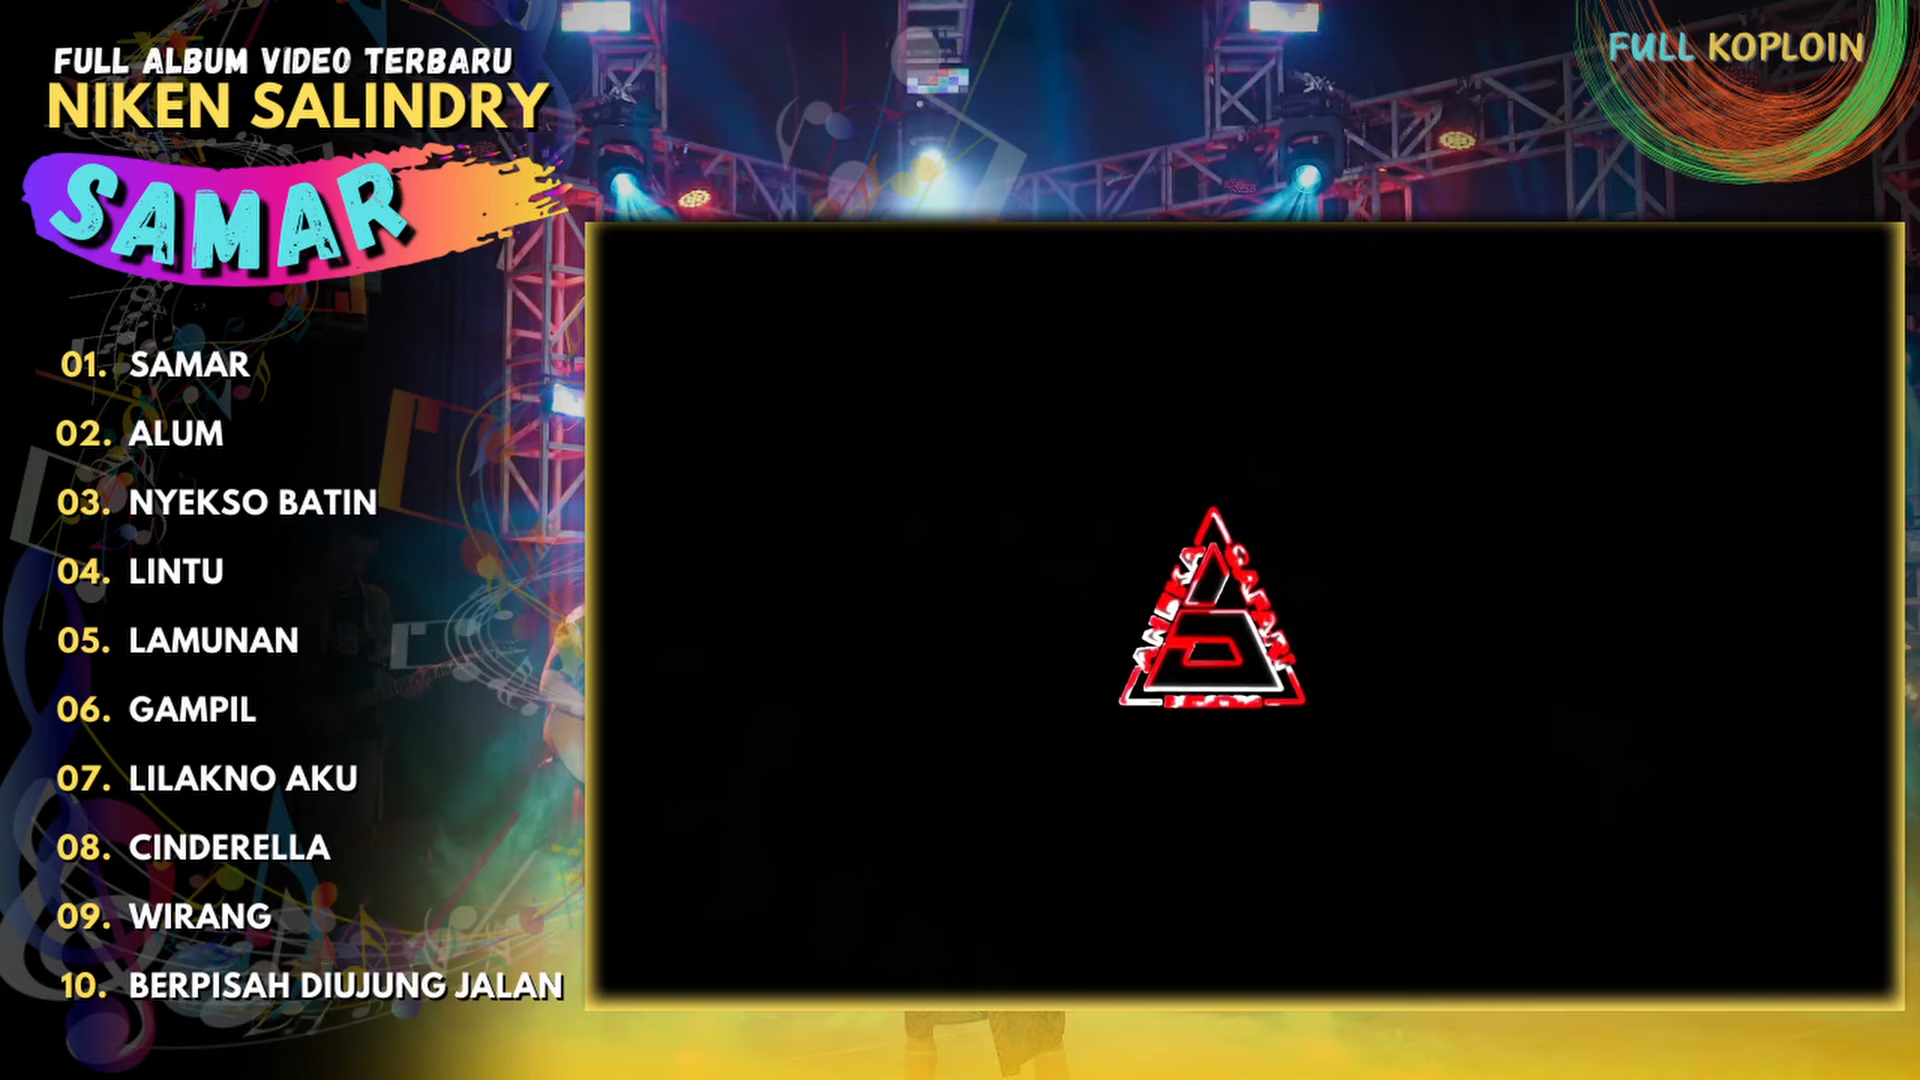 FULL ALBUM VIDEO TERBARU
NIKEN SALINDRY
SAMAR
FULL KOPLOIN
01. SAMAR
02. ALUM
03. NYEKSO BATIN
04. LINTU
05. LAMUNAN
06. GAMPIL
07. LILAKNO AKU
08. CINDERELLA
09. WIRANG
10. BERPISAH DIUJUNG JALAN